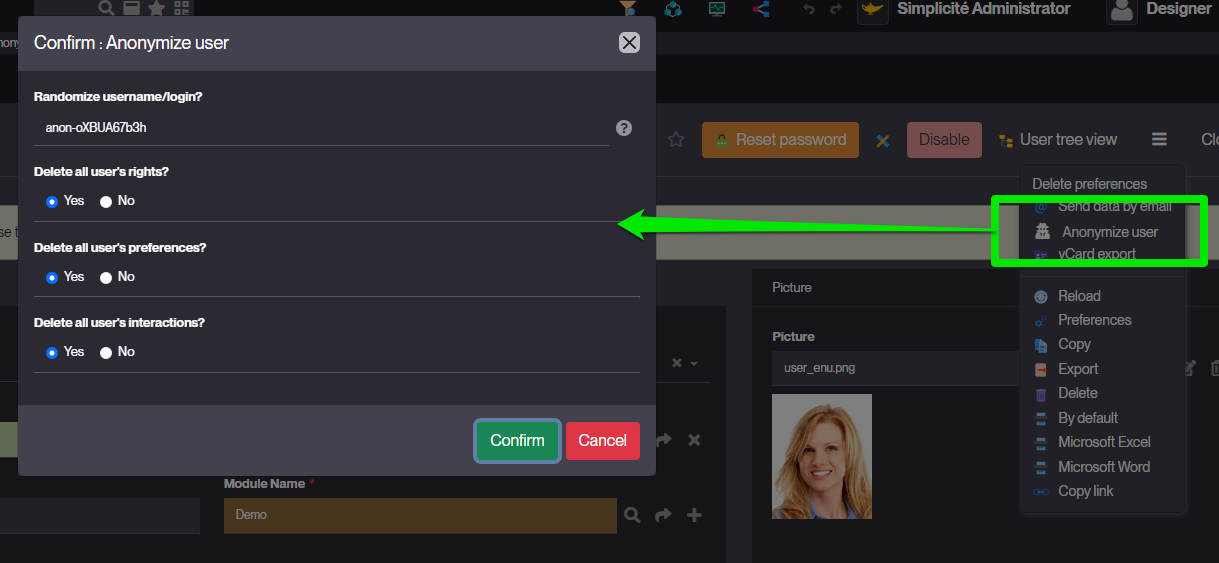 Simplicité Administrator
Designer
Confirm : Anonymize user
Randomize username/login?
anon-oXBUA67b3h
Delete all user's rights?
Yes No
Delete all user's preferences?
Yes No
Delete all user's interactions?
Yes No
Confirm Cancel
Reset password
Disable
User tree view
Clo
Delete preferences
Send data by email
Anonymize user
vCard export
Reload
Preferences
Copy
Export
Delete
By default
Microsoft Excel
Microsoft Word
Copy link
Picture
Picture
user_enu.png
Module Name *
Demo